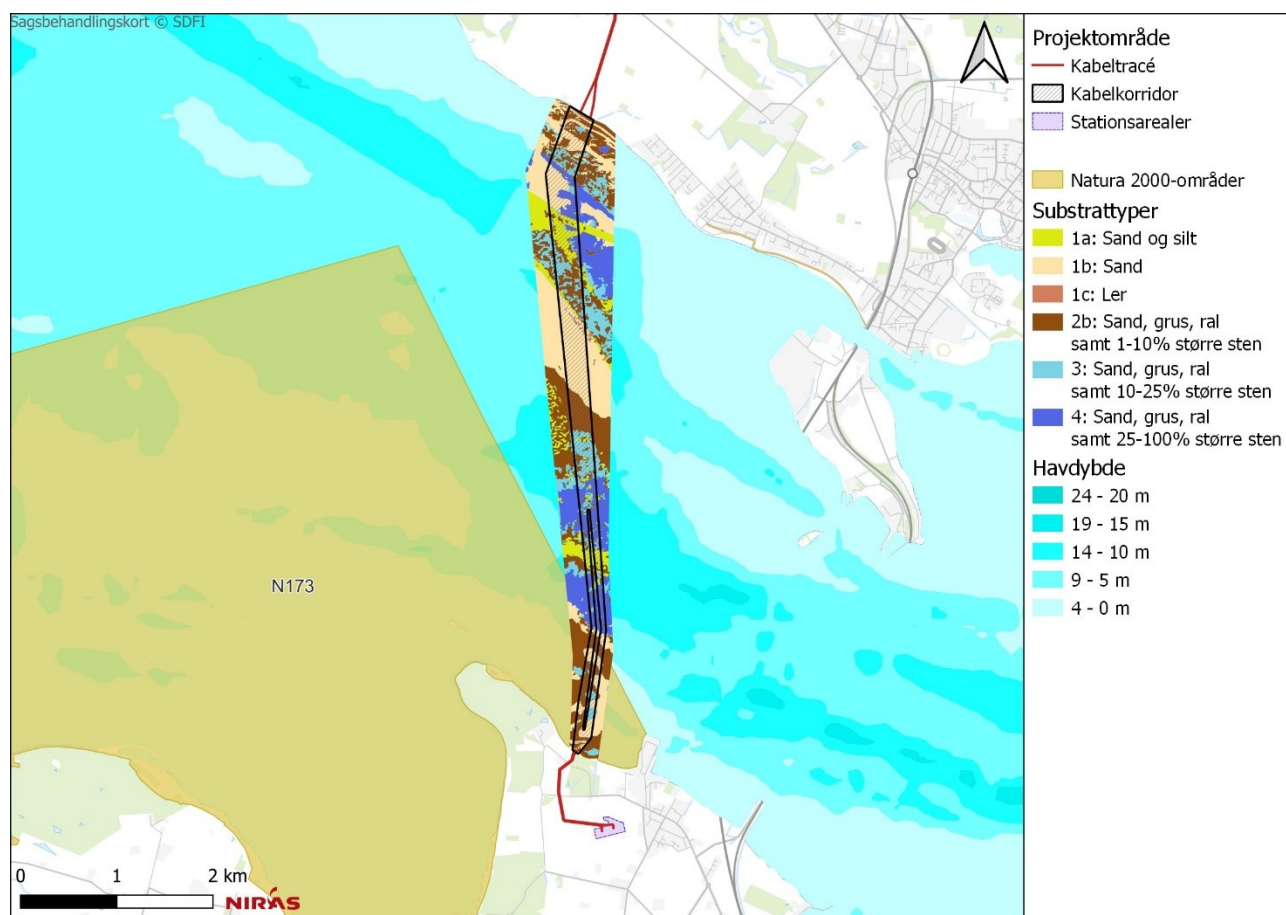 Sagsbehandlingskort © SDFI
N173
0 1 2 km
NIRAS
Projektområde
Kabeltracé
Kabelkorridor
Stationsarealer
Natura 2000-områder
Substrattyper
1a: Sand og silt
1b: Sand
1c: Ler
2b: Sand, grus, ral
samt 1-10% større sten
3: Sand, grus, ral
samt 10-25% større sten
4: Sand, grus, ral
samt 25-100% større sten
Havdybde
24 - 20 m
19 - 15 m
14 - 10 m
9 - 5 m
4 - 0 m